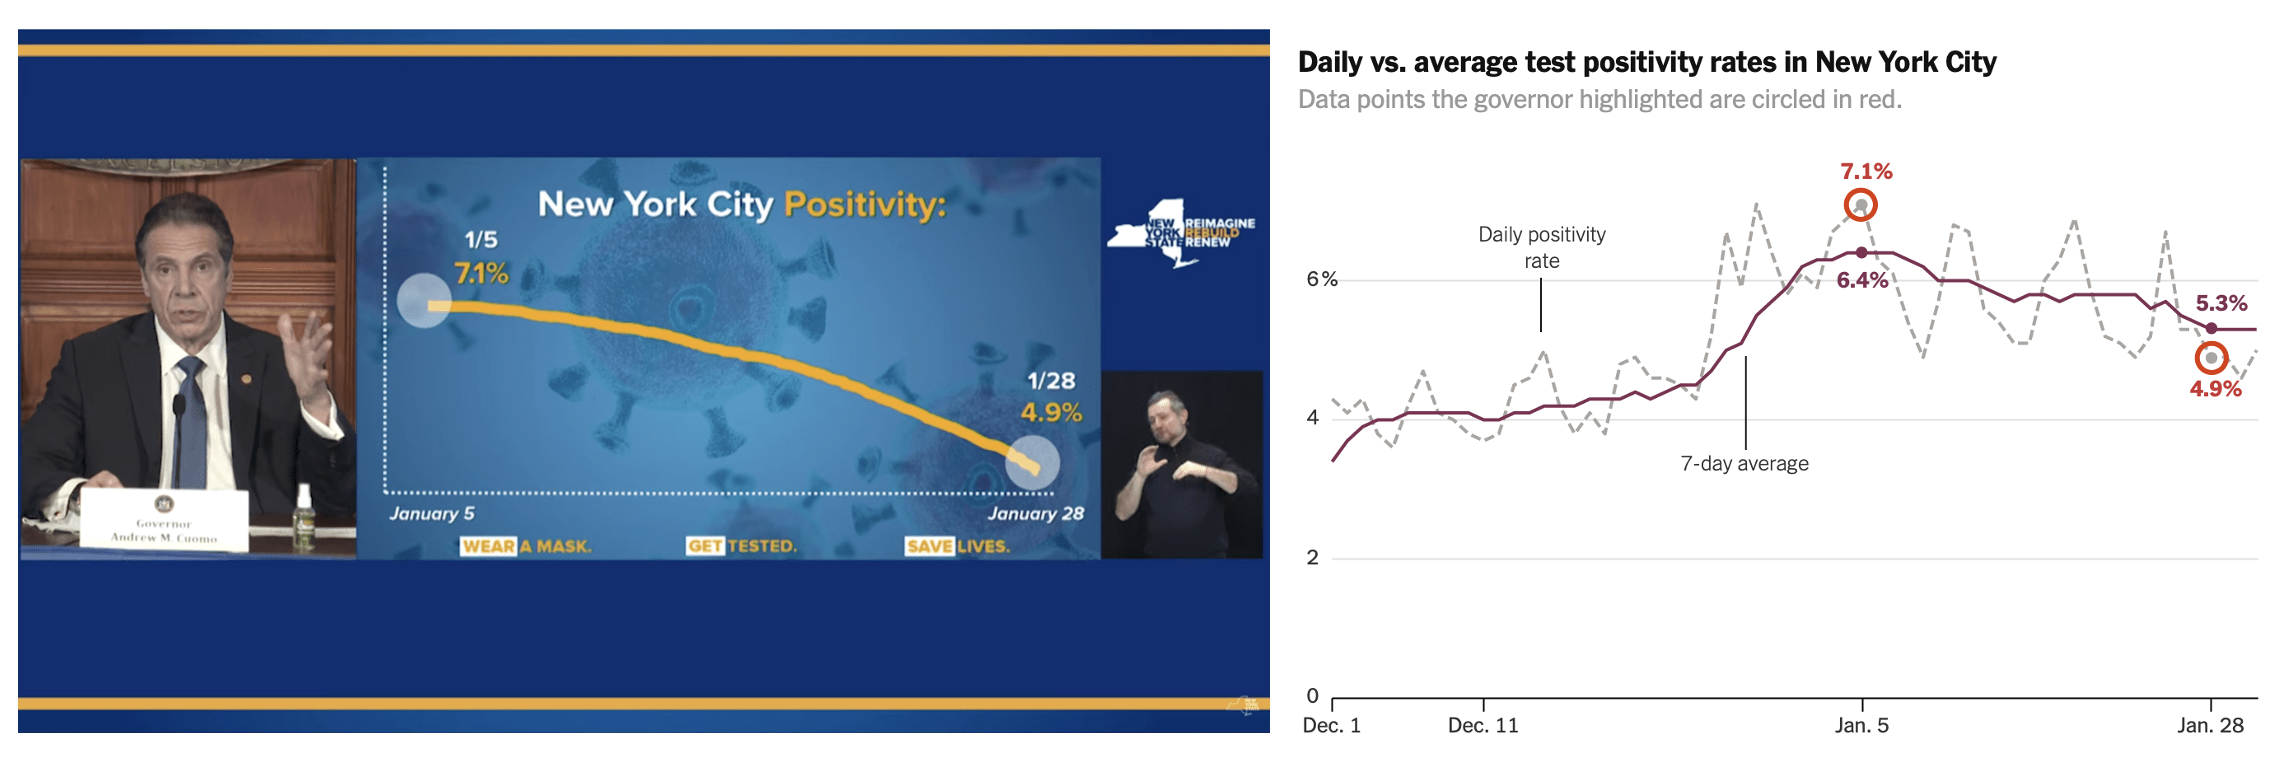 New York City Positivity:
1/5
7.1%
1/28
4.9%
January 5
January 28
WEAR A MASK.
GET TESTED.
SAVE LIVES.
Governor
Andrew M. Cuomo
NEW
YORK
STATE
REIMAGINE
REBUILD
RENEW
Daily vs. average test positivity rates in New York City
Data points the governor highlighted are circled in red.
7.1%
Daily positivity
rate
6%
6.4%
5.3%
4.9%
4
7-day average
2
0
Dec. 1
Dec. 11
Jan. 5
Jan. 28